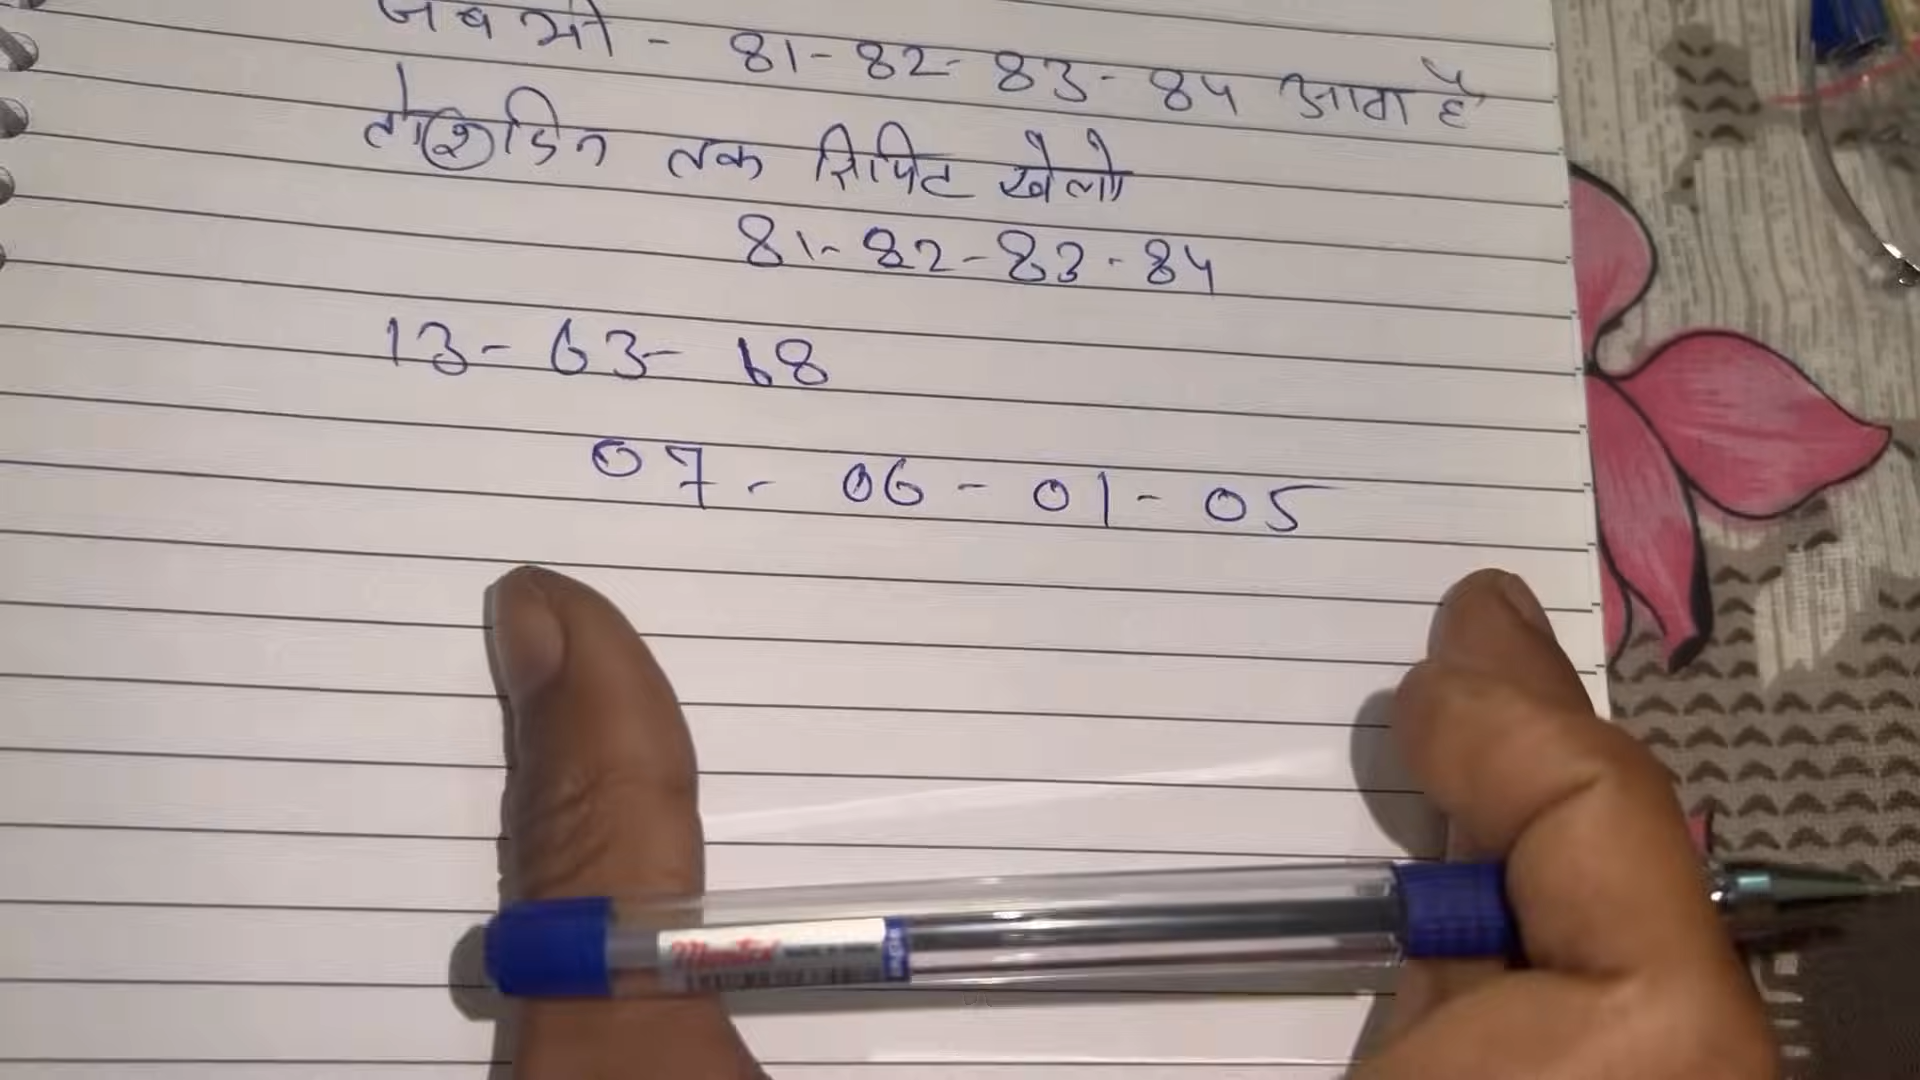 जब भी - 81-82-83-84 आता है
तो ② दिन तक रिपिट खेलो
81-82-83-84
13-63-68
07-06-01-05
Montex